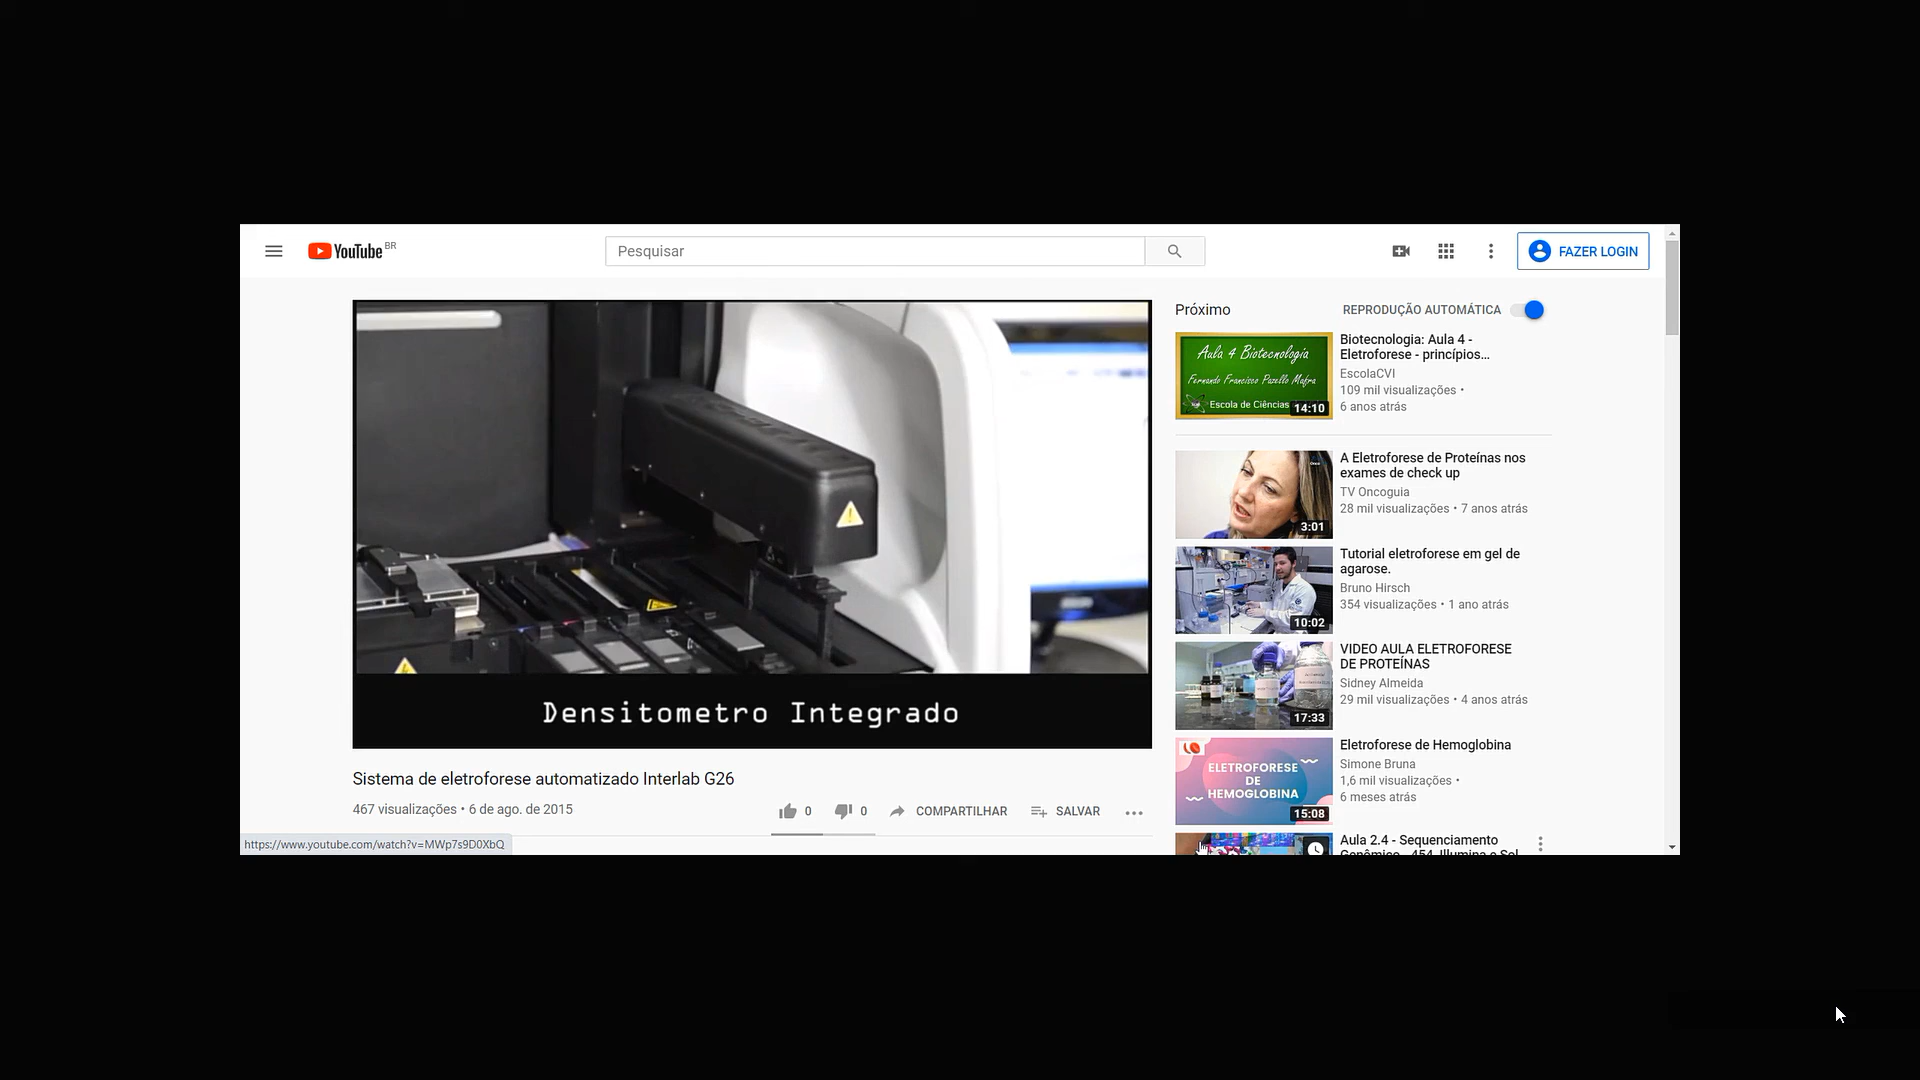 YouTube BR
Pesquisar
FAZER LOGIN
Densitometro Integrado
Sistema de eletroforese automatizado Interlab G26
467 visualizações • 6 de ago. de 2015
0
0
COMPARTILHAR
SALVAR
https://www.youtube.com/watch?v=MWp7s9D0XbQ
Próximo
REPRODUÇÃO AUTOMÁTICA
Aula 4 Biotecnologia
Fernando Francisco Pazello Mafra
Escola de Ciências
14:10
Biotecnologia: Aula 4 -
Eletroforese - princípios...
EscolaCVI
109 mil visualizações •
6 anos atrás
3:01
A Eletroforese de Proteínas nos
exames de check up
TV Oncoguia
28 mil visualizações • 7 anos atrás
10:02
Tutorial eletroforese em gel de
agarose.
Bruno Hirsch
354 visualizações • 1 ano atrás
17:33
VIDEO AULA ELETROFORESE
DE PROTEÍNAS
Sidney Almeida
29 mil visualizações • 4 anos atrás
ELETROFORESE
DE
HEMOGLOBINA
15:08
Eletroforese de Hemoglobina
Simone Bruna
1,6 mil visualizações •
6 meses atrás
Aula 2.4 - Sequenciamento
Genômico - 454, Illumina e Sol